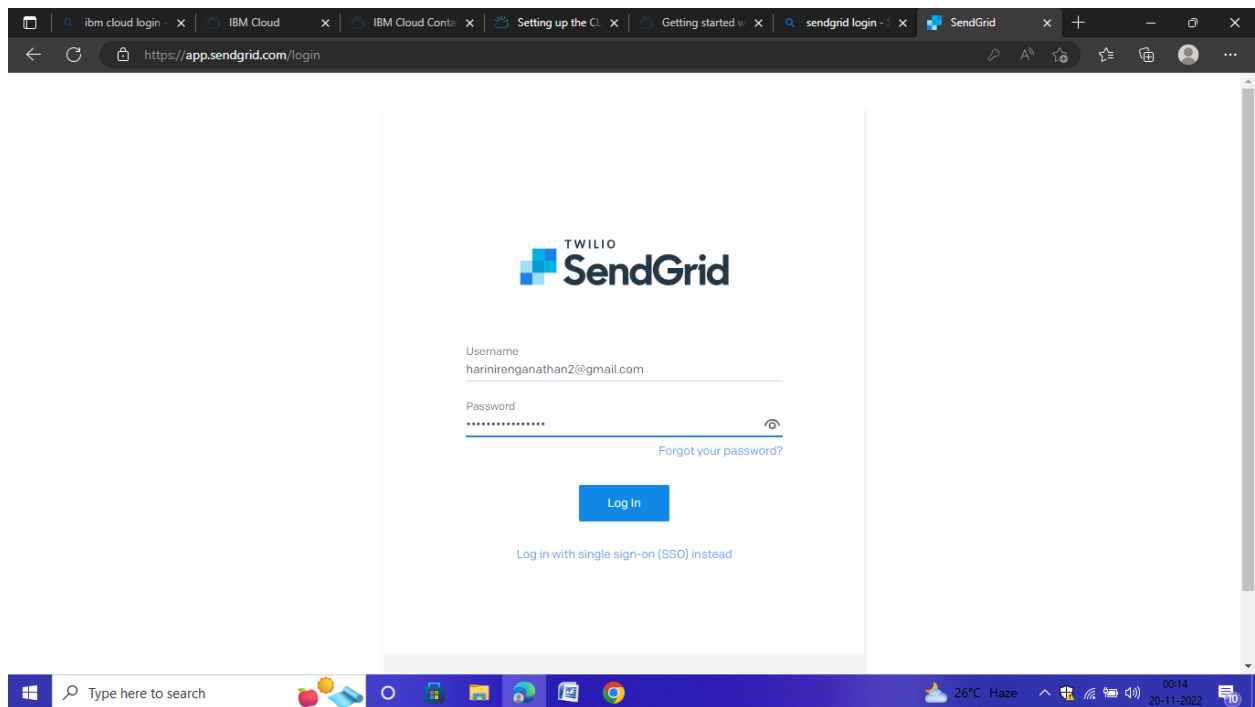 ibm cloud login -
IBM Cloud
IBM Cloud Conta
Setting up the CL
Getting started w
sendgrid login - S
SendGrid
https://app.sendgrid.com/login
TWILIO
SendGrid
Username
harinirenganathan2@gmail.com
Password
Forgot your password?
Log In
Log in with single sign-on (SSO) instead
Type here to search
26°C Haze
00:14
20-11-2022
10